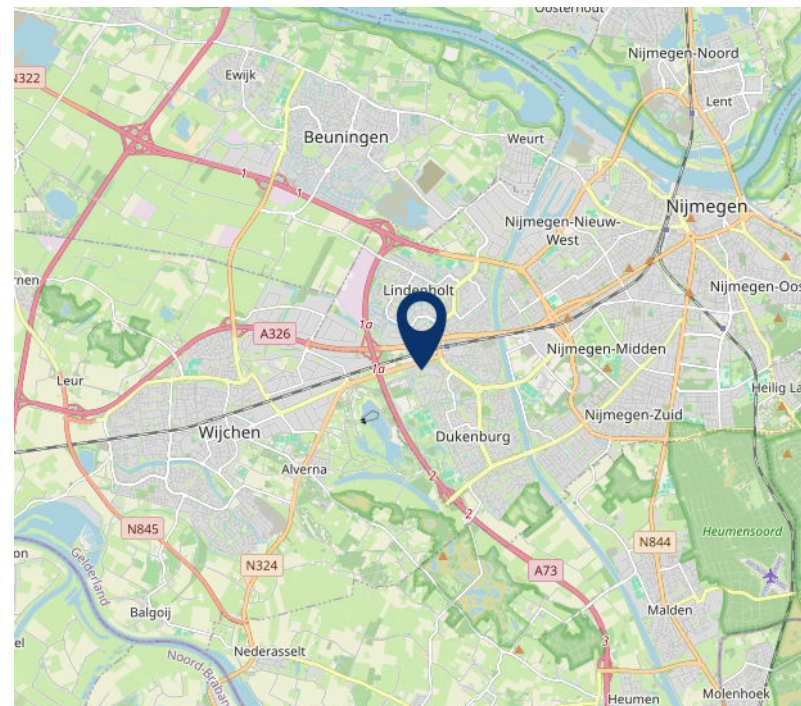 Oosterhout
Nijmegen-Noord
N322
Ewijk
Lent
Beuningen
Weurt
1
Nijmegen
Nijmegen-Nieuw-
West
Lindenholt
Nijmegen-Oos
1a
A326
1a
Nijmegen-Midden
Leur
Heilig La
Nijmegen-Zuid
Wijchen
Dukenburg
Alverna
2
2
N845
Heumensoord
N844
Gelderland
N324
A73
Balgoij
Malden
3
Nederasselt
Noord-Braba
Heumen
Molenhoek